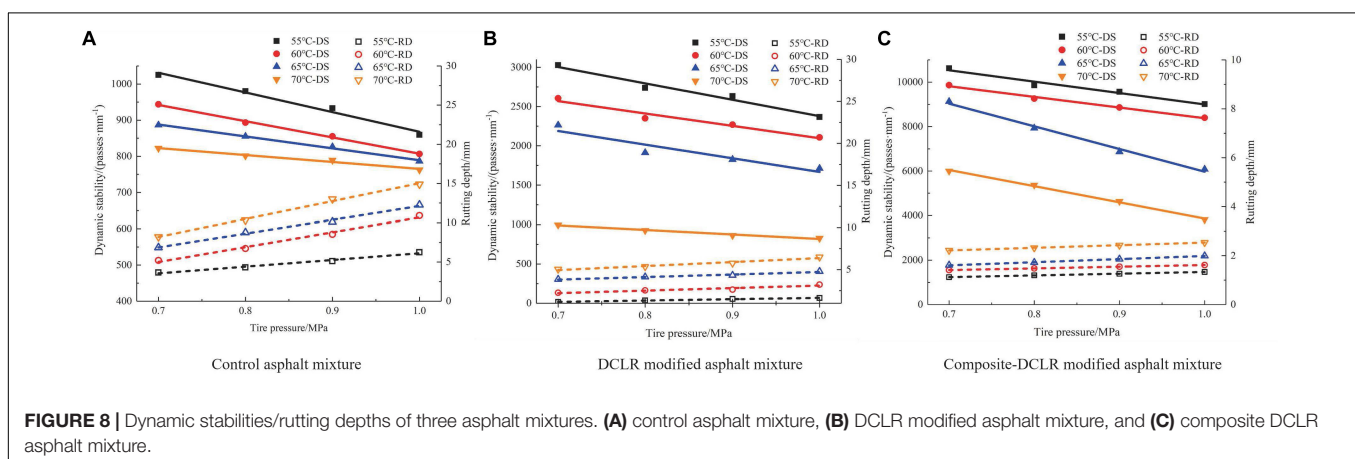 A
55°C-DS 55°C-RD
60°C-DS 60°C-RD
65°C-DS 65°C-RD
70°C-DS 70°C-RD
Dynamic stability/(passes·mm⁻¹)
1000
900
800
700
600
500
400
30
25
20
15
10
5
0
Rutting depth/mm
0.7 0.8 0.9 1.0
Tire pressure/MPa
Control asphalt mixture
B
55°C-DS 55°C-RD
60°C-DS 60°C-RD
65°C-DS 65°C-RD
70°C-DS 70°C-RD
Dynamic stability/(passes·mm⁻¹)
3000
2500
2000
1500
1000
500
0
30
25
20
15
10
5
Rutting depth/mm
0.7 0.8 0.9 1.0
Tire pressure/MPa
DCLR modified asphalt mixture
C
55°C-DS 55°C-RD
60°C-DS 60°C-RD
65°C-DS 65°C-RD
70°C-DS 70°C-RD
Dynamic stability/(passes·mm⁻¹)
10000
8000
6000
4000
2000
0
10
8
6
4
2
0
Rutting depth/mm
0.7 0.8 0.9 1.0
Tire pressure/MPa
Composite-DCLR modified asphalt mixture
FIGURE 8 | Dynamic stabilities/rutting depths of three asphalt mixtures. (A) control asphalt mixture, (B) DCLR modified asphalt mixture, and (C) composite DCLR
asphalt mixture.